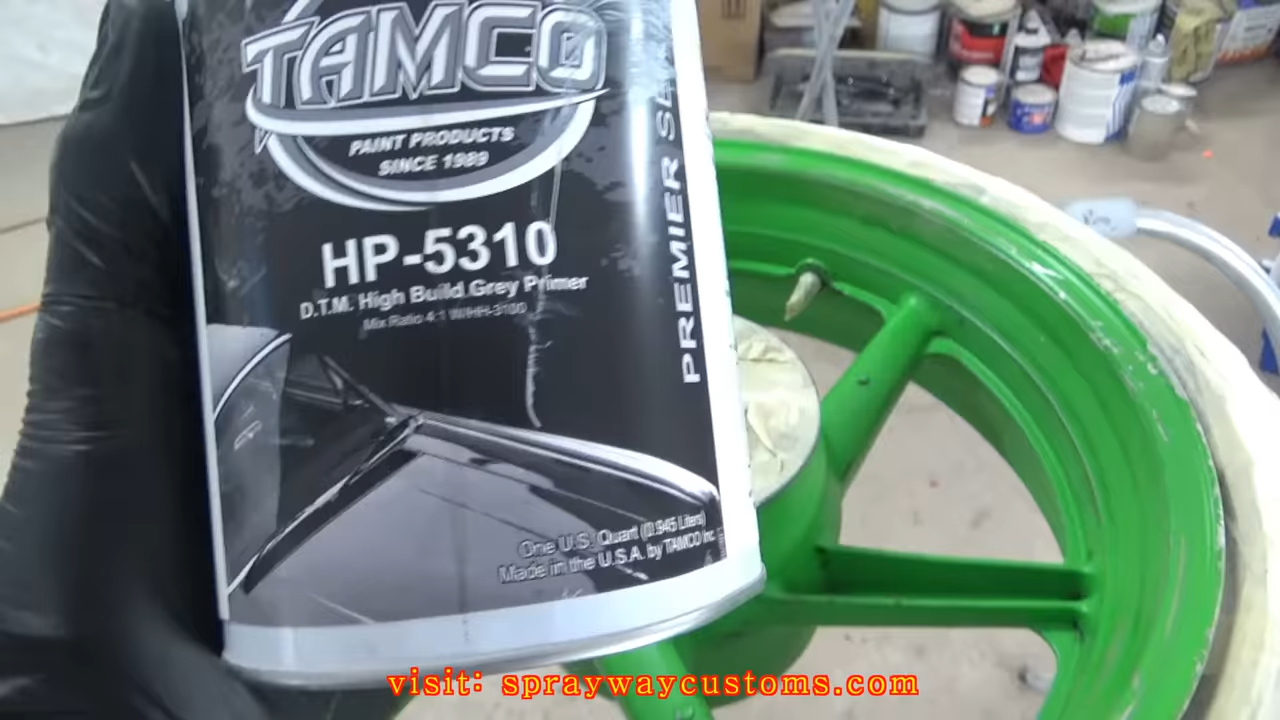 TAMCO
PAINT PRODUCTS
SINCE 1989
HP-5310
D.T.M. High Build Grey Primer
Mix Ratio 4:1 W/HH-3100
PREMIER
One U.S. Quart (0.945 Liters)
Made in the U.S.A. by TAMCO Inc.
visit: spraywaycustoms.com